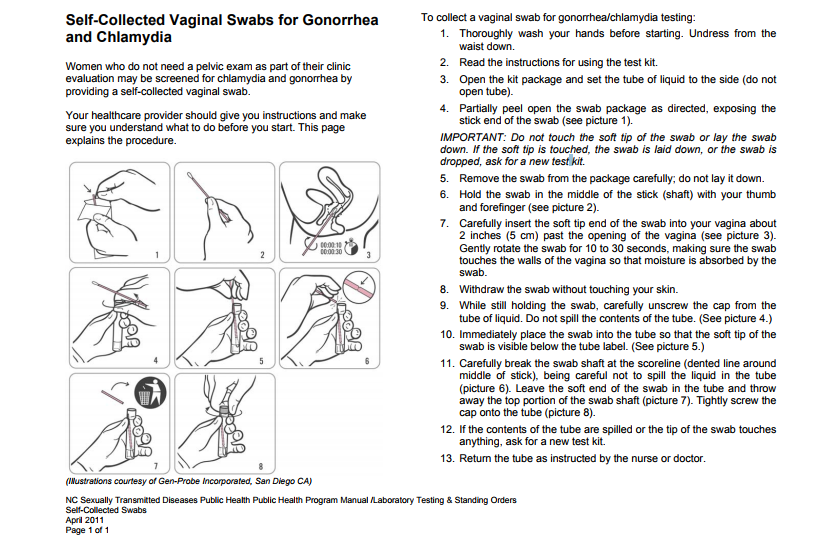 Self-Collected Vaginal Swabs for Gonorrhea
and Chlamydia
Women who do not need a pelvic exam as part of their clinic
evaluation may be screened for chlamydia and gonorrhea by
providing a self-collected vaginal swab.
Your healthcare provider should give you instructions and make
sure you understand what to do before you start. This page
explains the procedure.
1
2
00:00:10
00:00:30
3
4
5
6
7
8
(Illustrations courtesy of Gen-Probe Incorporated, San Diego CA)
To collect a vaginal swab for gonorrhea/chlamydia testing:
1. Thoroughly wash your hands before starting. Undress from the
waist down.
2. Read the instructions for using the test kit.
3. Open the kit package and set the tube of liquid to the side (do not
open tube).
4. Partially peel open the swab package as directed, exposing the
stick end of the swab (see picture 1).
IMPORTANT: Do not touch the soft tip of the swab or lay the swab
down. If the soft tip is touched, the swab is laid down, or the swab is
dropped, ask for a new test kit.
5. Remove the swab from the package carefully; do not lay it down.
6. Hold the swab in the middle of the stick (shaft) with your thumb
and forefinger (see picture 2).
7. Carefully insert the soft tip end of the swab into your vagina about
2 inches (5 cm) past the opening of the vagina (see picture 3).
Gently rotate the swab for 10 to 30 seconds, making sure the swab
touches the walls of the vagina so that moisture is absorbed by the
swab.
8. Withdraw the swab without touching your skin.
9. While still holding the swab, carefully unscrew the cap from the
tube of liquid. Do not spill the contents of the tube. (See picture 4.)
10. Immediately place the swab into the tube so that the soft tip of the
swab is visible below the tube label. (See picture 5.)
11. Carefully break the swab shaft at the scoreline (dented line around
middle of stick), being careful not to spill the liquid in the tube
(picture 6). Leave the soft end of the swab in the tube and throw
away the top portion of the swab shaft (picture 7). Tightly screw the
cap onto the tube (picture 8).
12. If the contents of the tube are spilled or the tip of the swab touches
anything, ask for a new test kit.
13. Return the tube as instructed by the nurse or doctor.
NC Sexually Transmitted Diseases Public Health Public Health Program Manual /Laboratory Testing & Standing Orders
Self-Collected Swabs
April 2011
Page 1 of 1